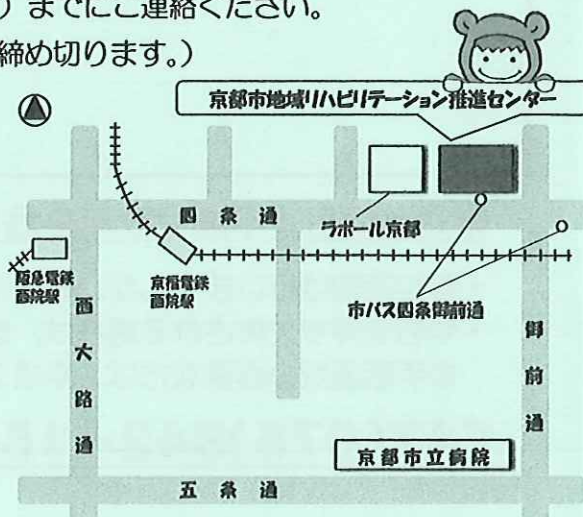 ）までにご連絡ください。
締め切ります。）
京都市地域リハビリテーション推進センター
四条通
ラボール京都
阪急電鉄
西院駅
京福電鉄
西院駅
市バス四条御前通
西大路通
御前通
京都市立病院
五条通